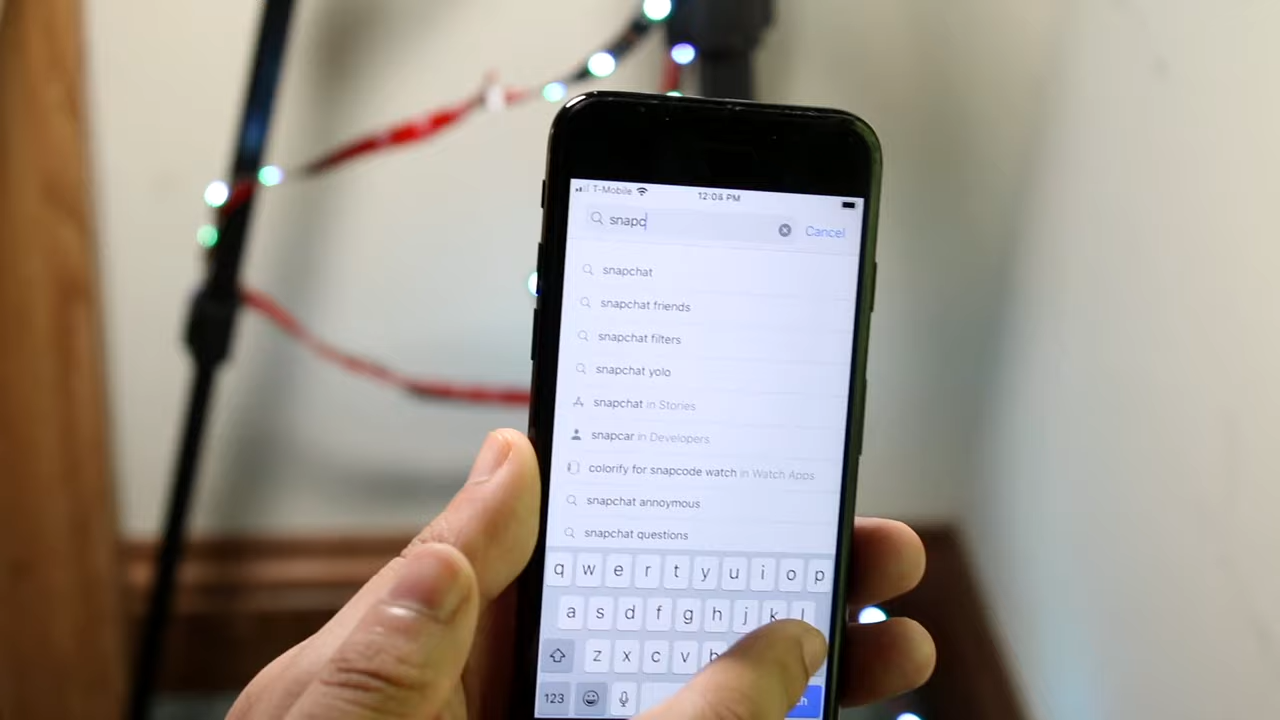 T-Mobile 12:08 PM
snapc Cancel
snapchat
snapchat friends
snapchat filters
snapchat yolo
snapchat in Stories
snapcar in Developers
colorify for snapcode watch in Watch Apps
snapchat annoymous
snapchat questions
q w e r t y u i o p
a s d f g h j k l
z x c v b
123